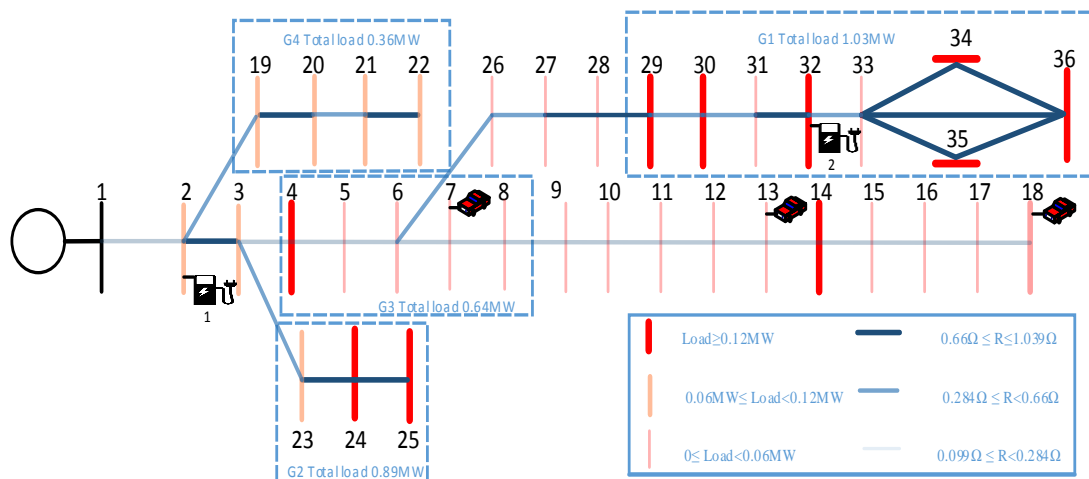 G4 Total load 0.36MW
19 20 21 22
26 27 28
G1 Total load 1.03MW
29 30 31 32 33
34
35
36
2
1
2 3
4 5 6 7 8
9 10 11 12 13 14 15 16 17 18
1
G3 Total load 0.64MW
23 24 25
G2 Total load 0.89MW
Load≥0.12MW
0.66Ω ≤ R≤1.039Ω
0.06MW≤ Load<0.12MW
0.284Ω ≤ R<0.66Ω
0≤ Load<0.06MW
0.099Ω ≤ R<0.284Ω